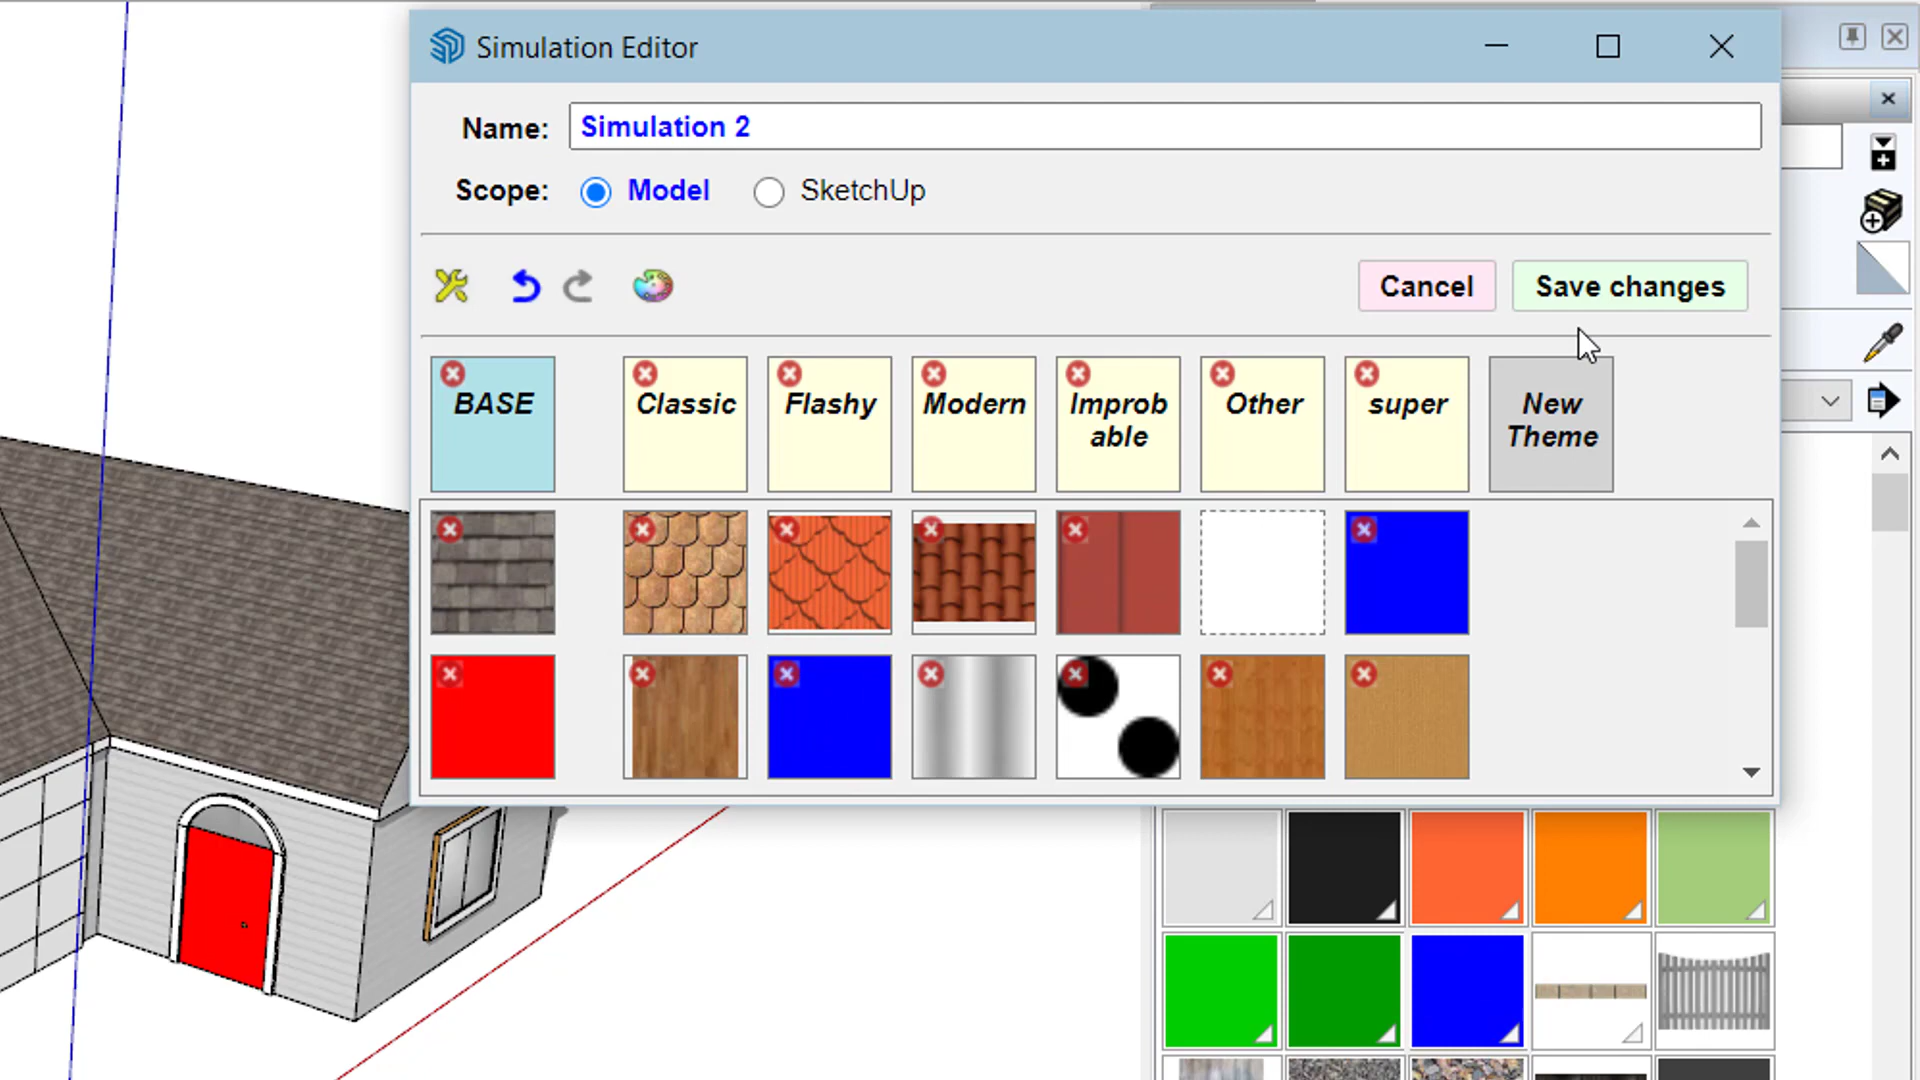 Simulation Editor
Name: Simulation 2
Scope: Model SketchUp
Cancel Save changes
BASE Classic Flashy Modern Improb Other super New
able Theme